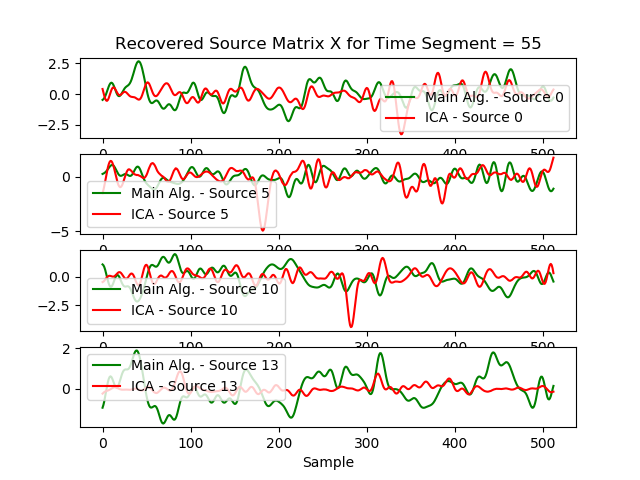 Recovered Source Matrix X for Time Segment = 55
2.5
0.0
−2.5
Main Alg. - Source 0
ICA - Source 0
0
−5
Main Alg. - Source 5
ICA - Source 5
0.0
−2.5
Main Alg. - Source 10
ICA - Source 10
2
0
Main Alg. - Source 13
ICA - Source 13
0 100 200 300 400 500
Sample